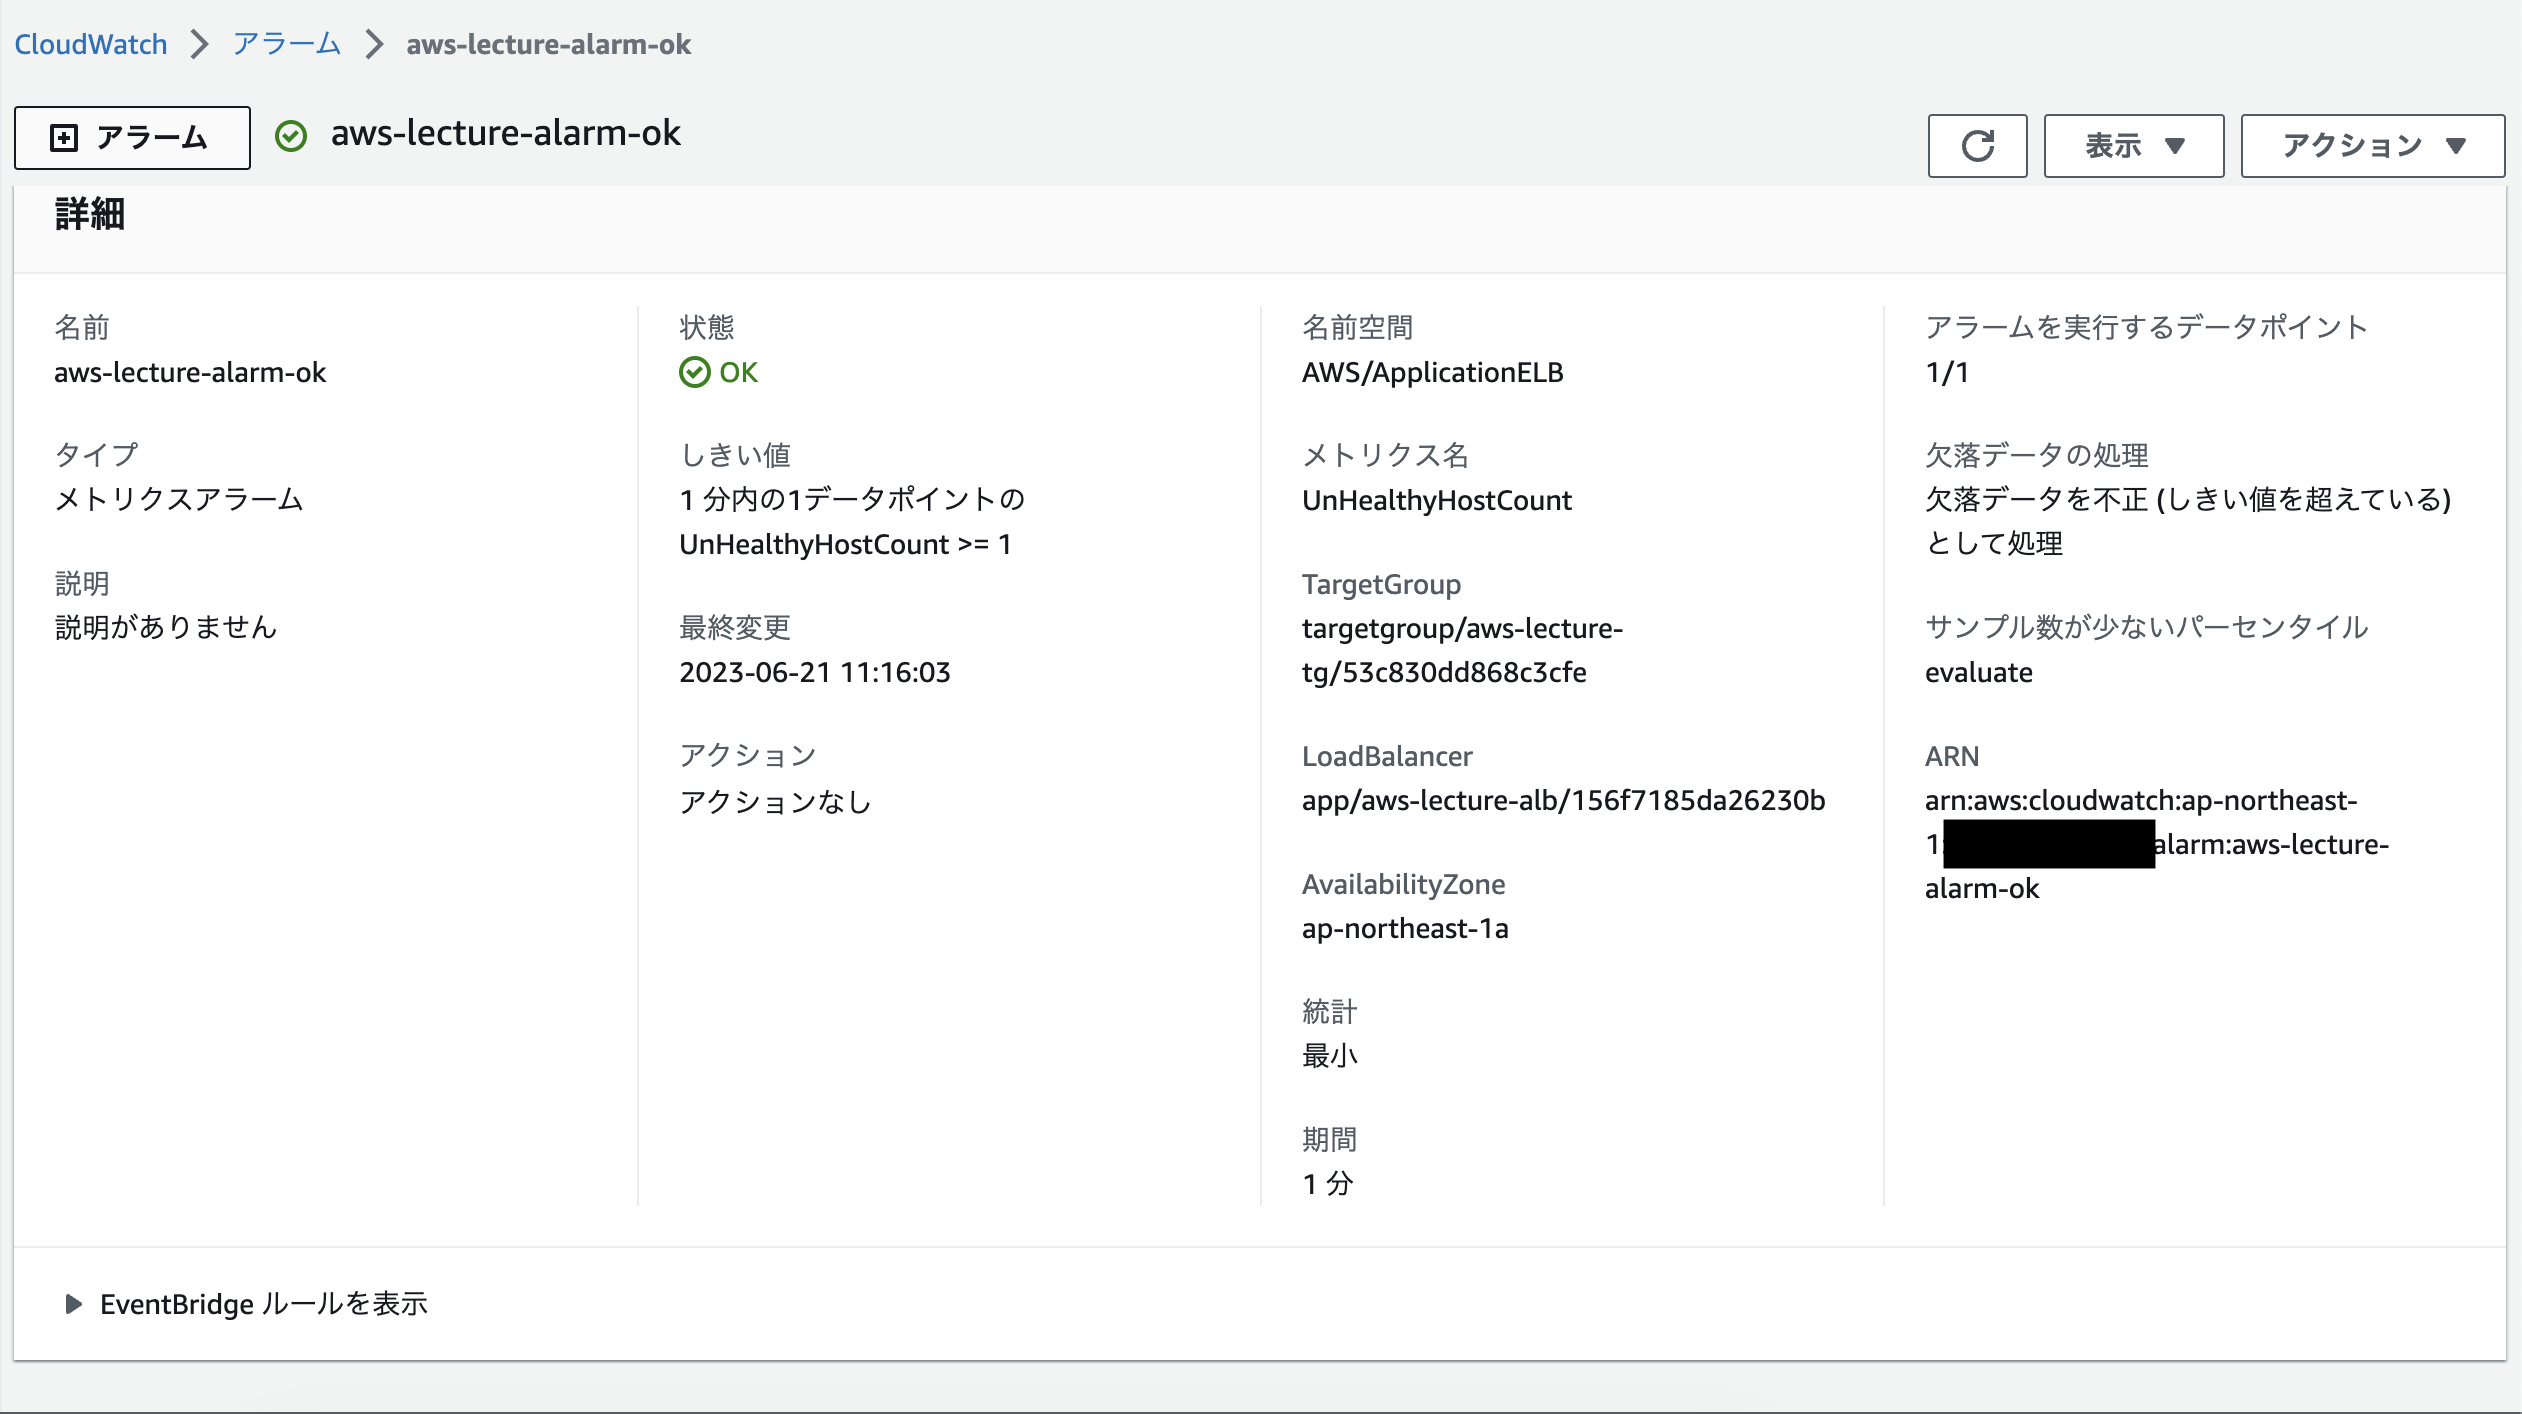 CloudWatch > アラーム > aws-lecture-alarm-ok
アラーム
aws-lecture-alarm-ok
表示
アクション
詳細
名前
aws-lecture-alarm-ok
タイプ
メトリクスアラーム
説明
説明がありません
状態
OK
しきい値
1 分内の1データポイントの
UnHealthyHostCount >= 1
最終変更
2023-06-21 11:16:03
アクション
アクションなし
名前空間
AWS/ApplicationELB
メトリクス名
UnHealthyHostCount
TargetGroup
targetgroup/aws-lecture-
tg/53c830dd868c3cfe
LoadBalancer
app/aws-lecture-alb/156f7185da26230b
AvailabilityZone
ap-northeast-1a
統計
最小
期間
1 分
アラームを実行するデータポイント
1/1
欠落データの処理
欠落データを不正 (しきい値を超えている)
として処理
サンプル数が少ないパーセンタイル
evaluate
ARN
arn:aws:cloudwatch:ap-northeast-
1: alarm:aws-lecture-
alarm-ok
EventBridge ルールを表示